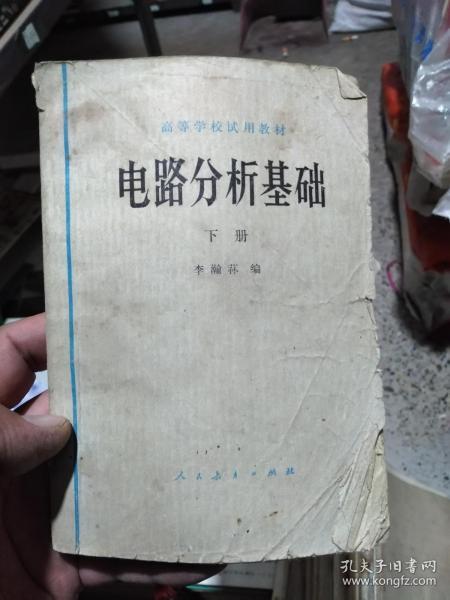 高等学校试用教材
电路分析基础
下册
李瀚荪 编
人民教育出版社
孔夫子旧书网
www.kongfz.com